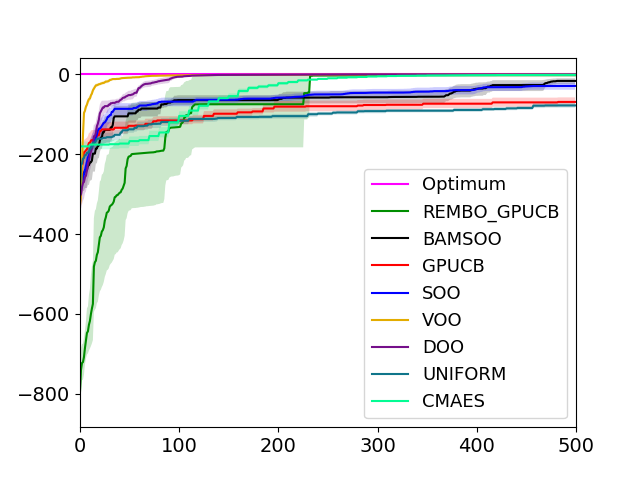 0
−200
−400
−600
−800
0
100
200
300
400
500
Optimum
REMBO_GPUCB
BAMSOO
GPUCB
SOO
VOO
DOO
UNIFORM
CMAES